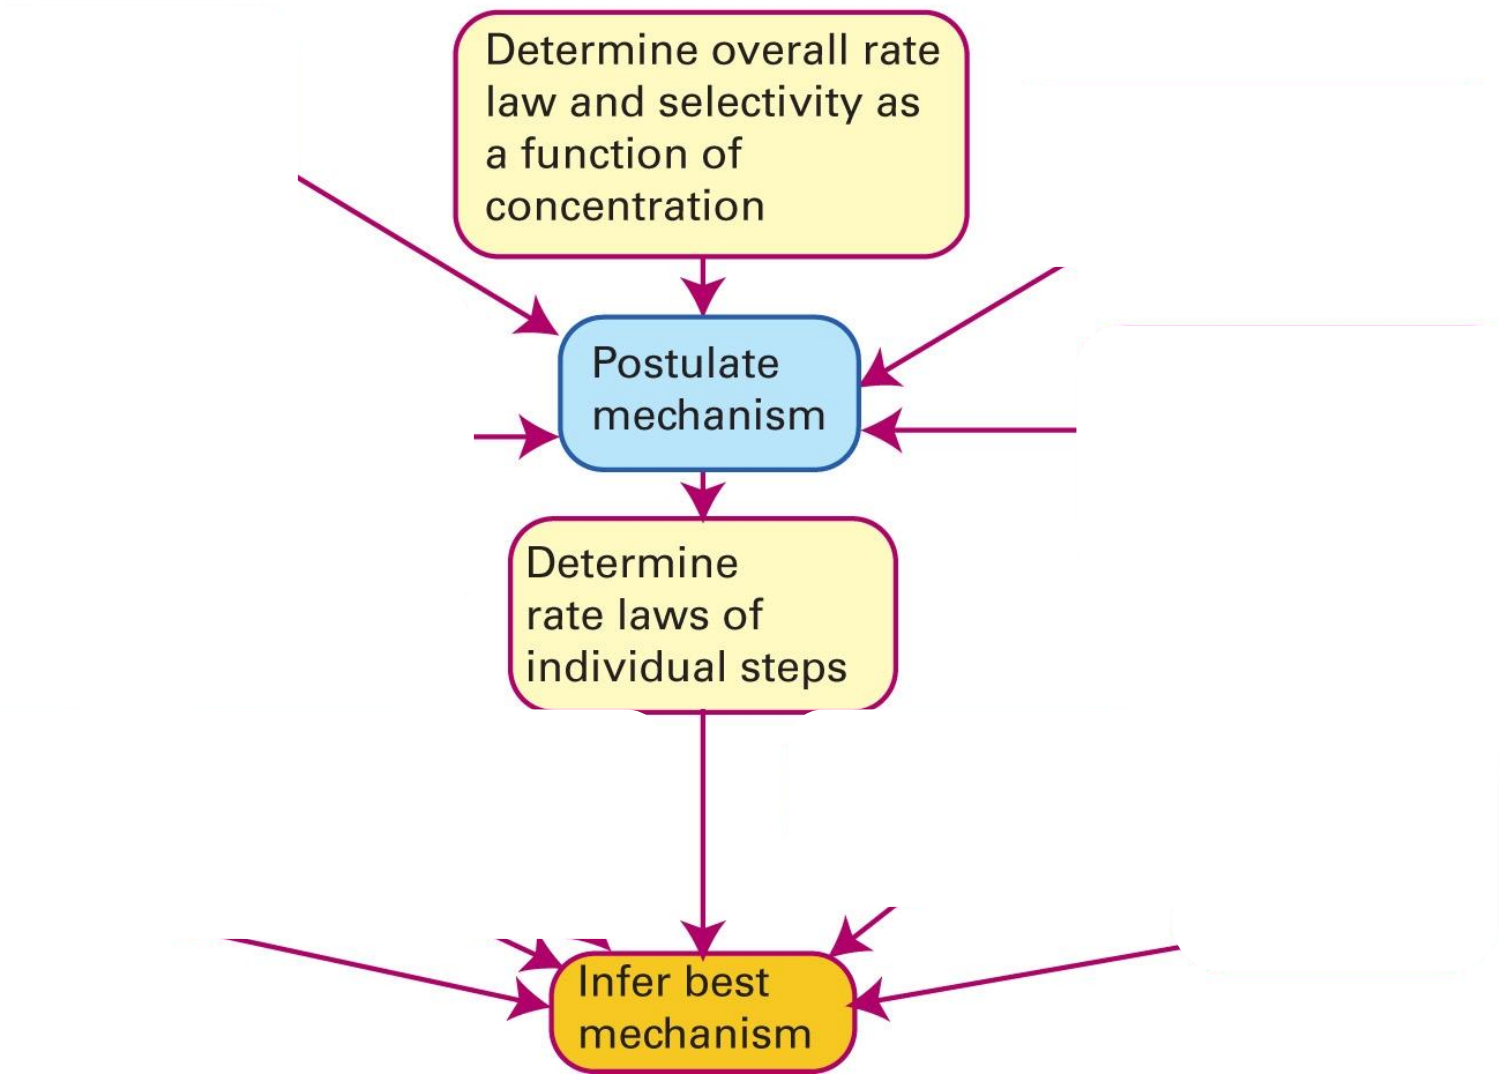 Determine overall rate
law and selectivity as
a function of
concentration
Postulate
mechanism
Determine
rate laws of
individual steps
Infer best
mechanism